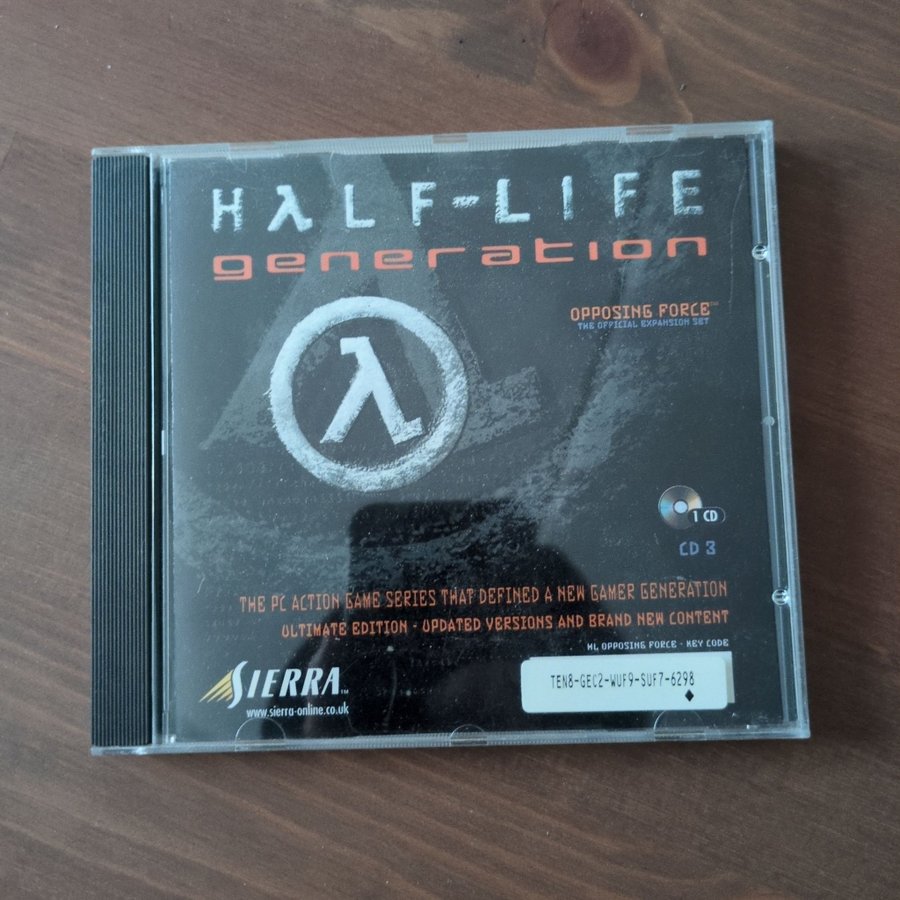 HλLF-LIFE
generation
OPPOSING FORCE™
THE OFFICIAL EXPANSION SET
1 CD
CD 3
THE PC ACTION GAME SERIES THAT DEFINED A NEW GAMER GENERATION
ULTIMATE EDITION - UPDATED VERSIONS AND BRAND NEW CONTENT
HL OPPOSING FORCE - KEY CODE
TEN8-GEC2-WUF9-SUF7-6298
SIERRA™
www.sierra-online.co.uk